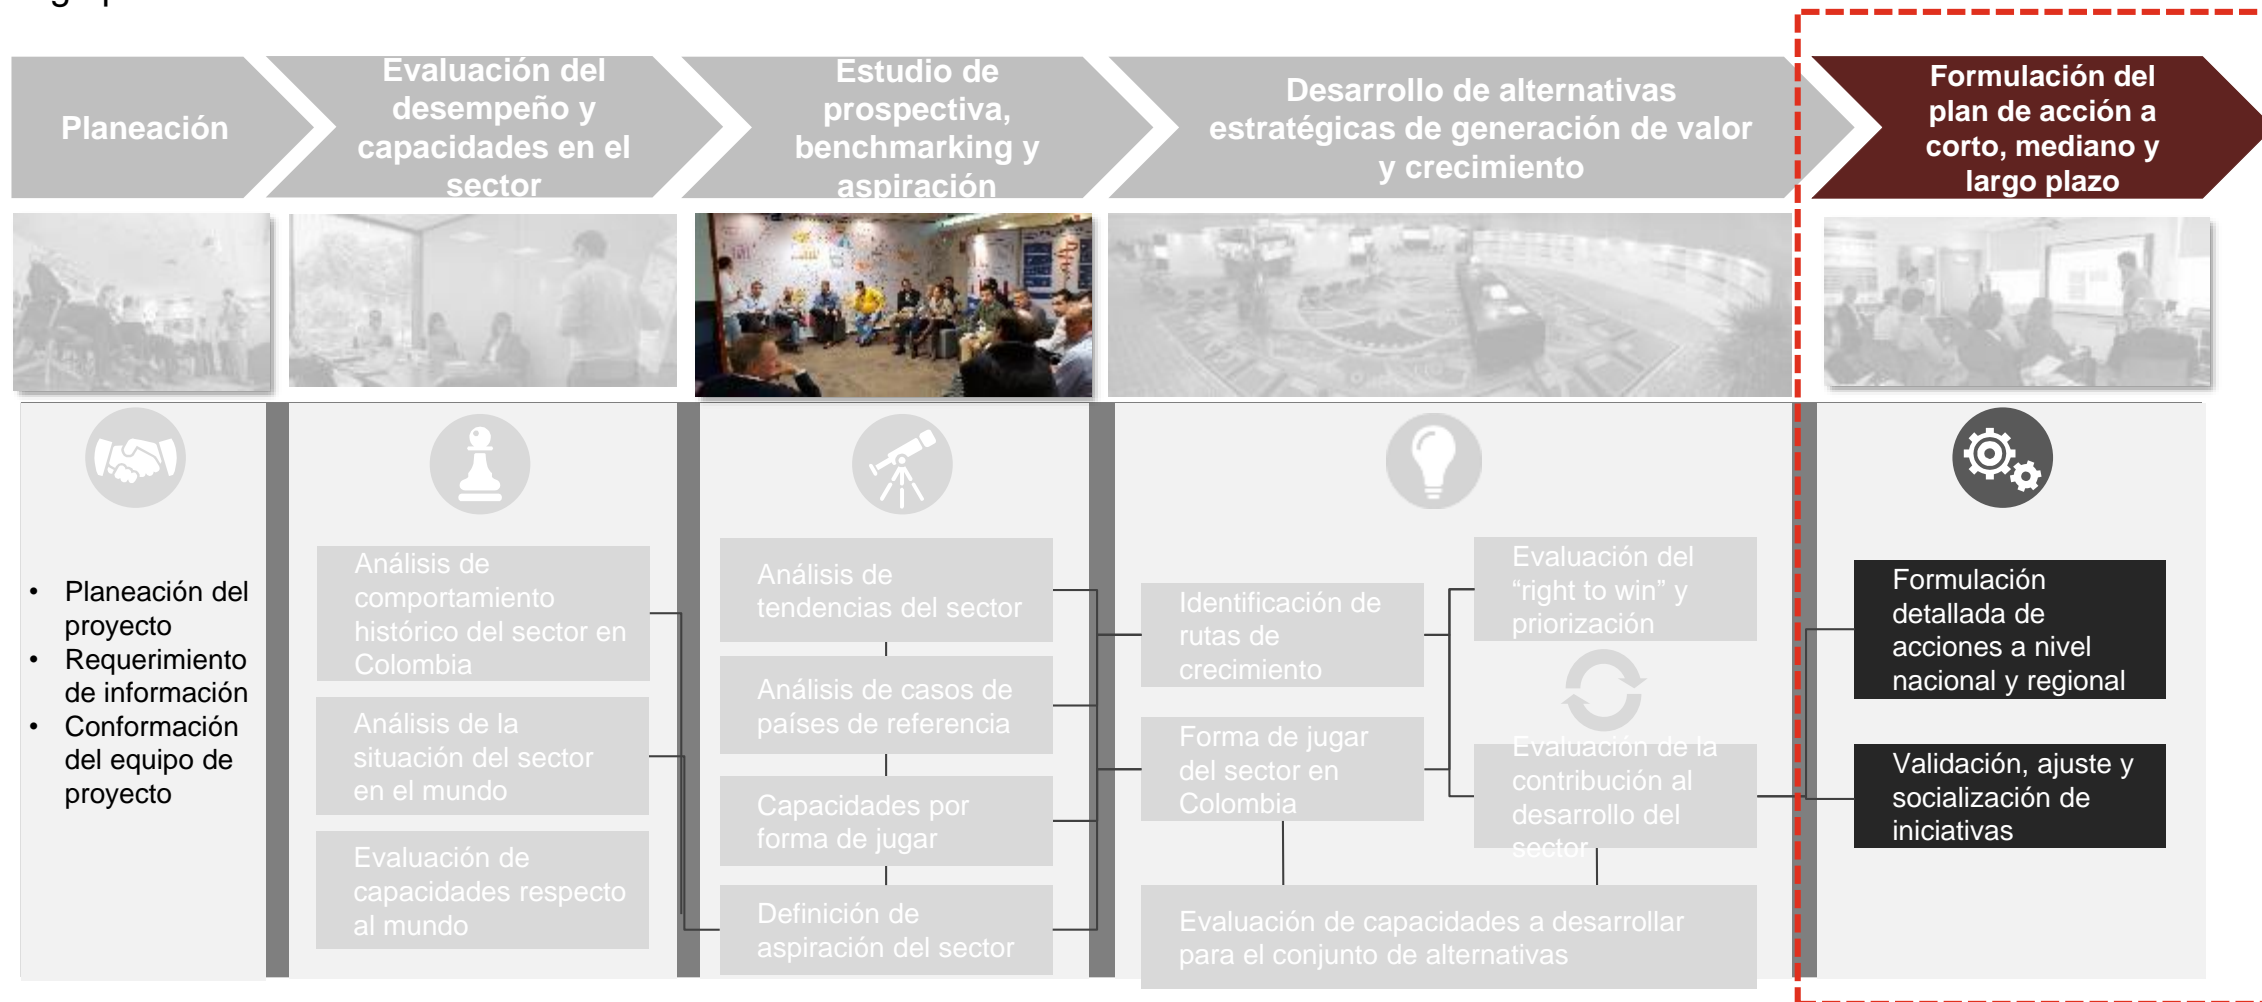 Planeación
Evaluación del
desempeño y
capacidades en el
sector
Estudio de
prospectiva,
benchmarking y
aspiración
Desarrollo de alternativas
estratégicas de generación de valor
y crecimiento
Formulación del
plan de acción a
corto, mediano y
largo plazo
• Planeación del
proyecto
• Requerimiento
de información
• Conformación
del equipo de
proyecto
Análisis de
comportamiento
histórico del sector en
Colombia
Análisis de la
situación del sector
en el mundo
Evaluación de
capacidades respecto
al mundo
Análisis de
tendencias del sector
Análisis de casos de
países de referencia
Capacidades por
forma de jugar
Definición de
aspiración del sector
Identificación de
rutas de
crecimiento
Forma de jugar
del sector en
Colombia
Evaluación del
“right to win” y
priorización
Evaluación de la
contribución al
desarrollo del
sector
Evaluación de capacidades a desarrollar
para el conjunto de alternativas
Formulación
detallada de
acciones a nivel
nacional y regional
Validación, ajuste y
socialización de
iniciativas